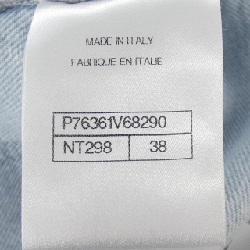 MADE IN ITALY
FABRIQUE EN ITALIE
P76361V68290
NT298 38